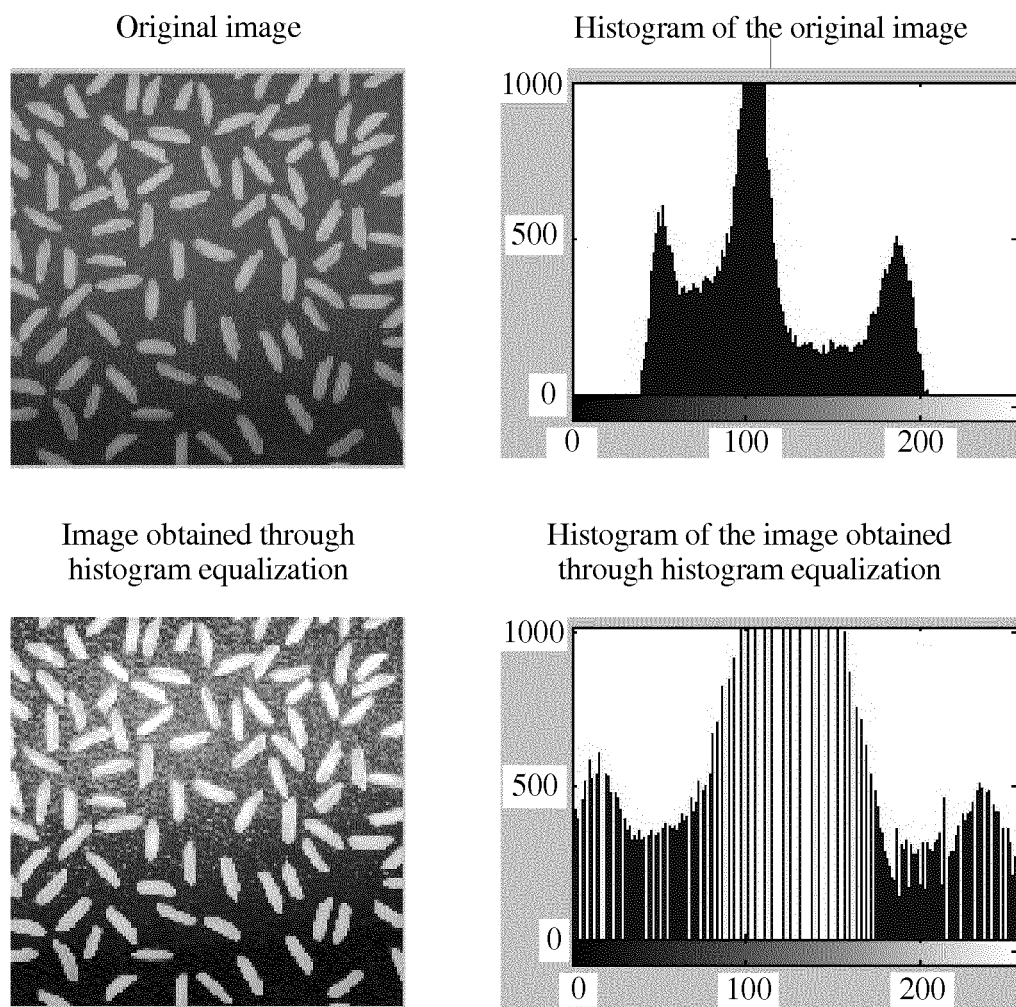 Original image
Histogram of the original image
1000
500
0
0 100 200
Image obtained through
histogram equalization
Histogram of the image obtained
through histogram equalization
1000
500
0
0 100 200